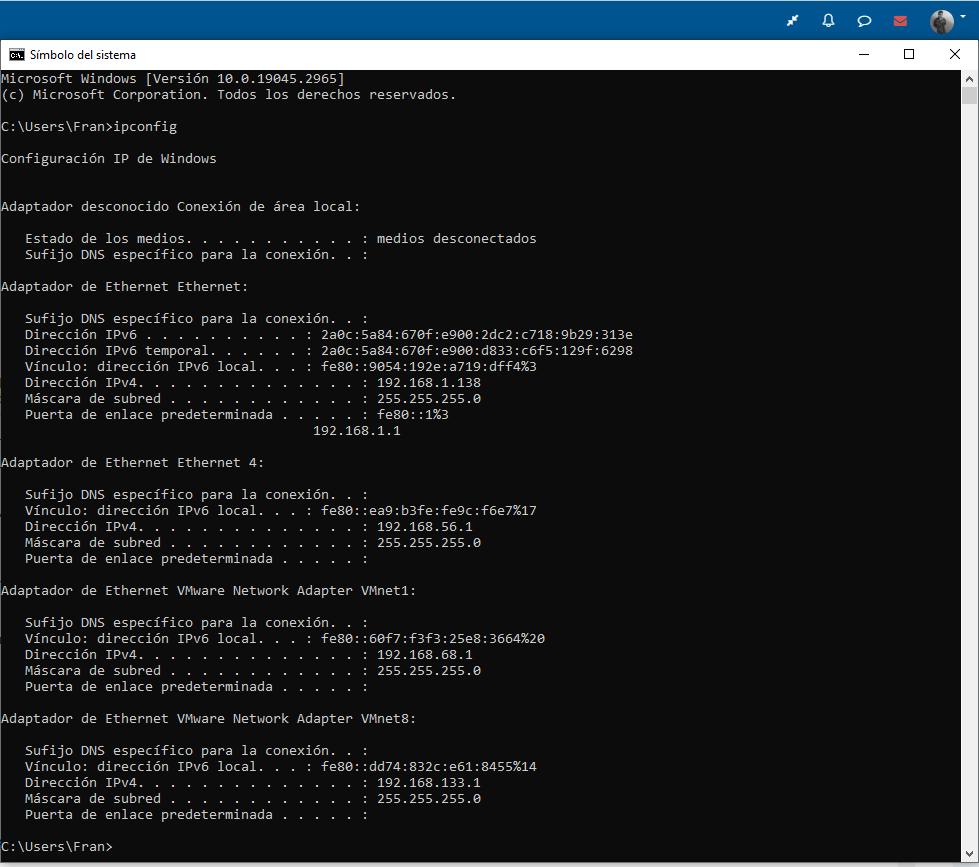 Símbolo del sistema
Microsoft Windows [Versión 10.0.19045.2965]
(c) Microsoft Corporation. Todos los derechos reservados.
C:\Users\Fran>ipconfig
Configuración IP de Windows
Adaptador desconocido Conexión de área local:
   Estado de los medios. . . . . . . . . . . : medios desconectados
   Sufijo DNS específico para la conexión. . :
Adaptador de Ethernet Ethernet:
   Sufijo DNS específico para la conexión. . :
   Dirección IPv6 . . . . . . . . . . : 2a0c:5a84:670f:e900:2dc2:c718:9b29:313e
   Dirección IPv6 temporal. . . . . . : 2a0c:5a84:670f:e900:d833:c6f5:129f:6298
   Vínculo: dirección IPv6 local. . . : fe80::9054:192e:a719:dff4%3
   Dirección IPv4. . . . . . . . . . . . . . : 192.168.1.138
   Máscara de subred . . . . . . . . . . . . : 255.255.255.0
   Puerta de enlace predeterminada . . . . . : fe80::1%3
                                       192.168.1.1
Adaptador de Ethernet Ethernet 4:
   Sufijo DNS específico para la conexión. . :
   Vínculo: dirección IPv6 local. . . : fe80::ea9:b3fe:fe9c:f6e7%17
   Dirección IPv4. . . . . . . . . . . . . . : 192.168.56.1
   Máscara de subred . . . . . . . . . . . . : 255.255.255.0
   Puerta de enlace predeterminada . . . . . :
Adaptador de Ethernet VMware Network Adapter VMnet1:
   Sufijo DNS específico para la conexión. . :
   Vínculo: dirección IPv6 local. . . : fe80::60f7:f3f3:25e8:3664%20
   Dirección IPv4. . . . . . . . . . . . . . : 192.168.68.1
   Máscara de subred . . . . . . . . . . . . : 255.255.255.0
   Puerta de enlace predeterminada . . . . . :
Adaptador de Ethernet VMware Network Adapter VMnet8:
   Sufijo DNS específico para la conexión. . :
   Vínculo: dirección IPv6 local. . . : fe80::dd74:832c:e61:8455%14
   Dirección IPv4. . . . . . . . . . . . . . : 192.168.133.1
   Máscara de subred . . . . . . . . . . . . : 255.255.255.0
   Puerta de enlace predeterminada . . . . . :
C:\Users\Fran>